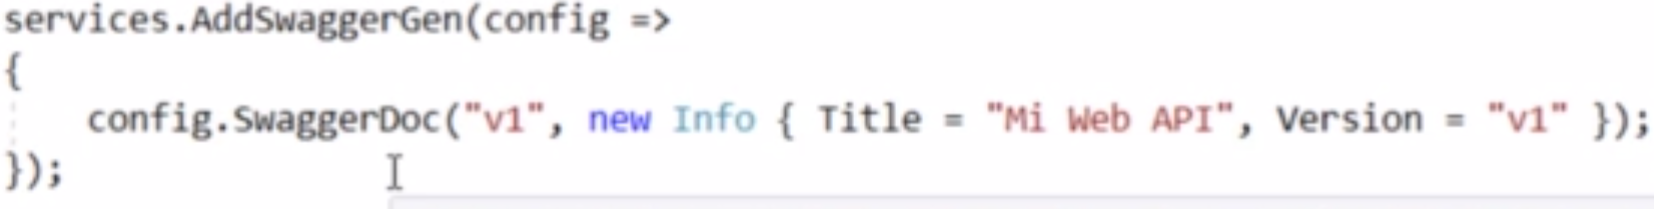 services.AddSwaggerGen(config =>
{
    config.SwaggerDoc("v1", new Info { Title = "Mi Web API", Version = "v1" });
});